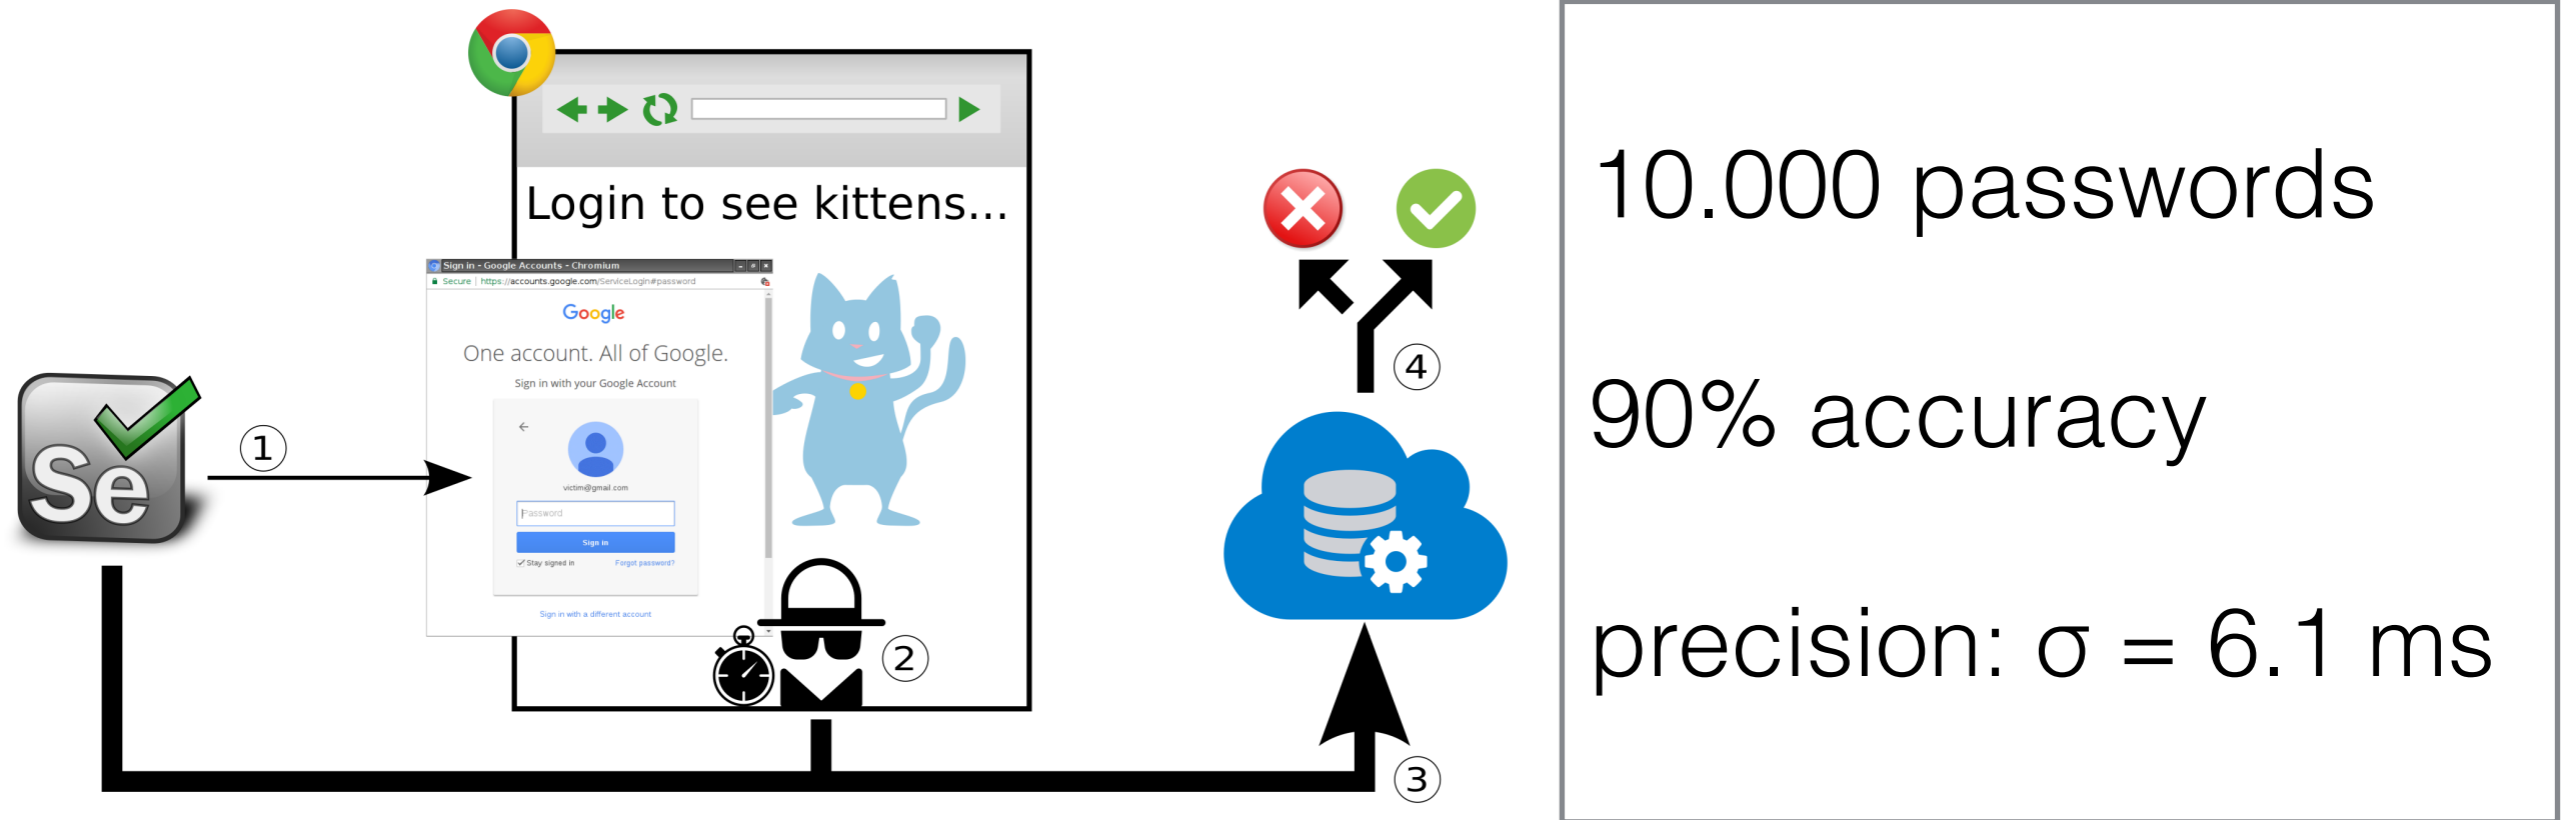 Login to see kittens...
Sign in - Google Accounts - Chromium
Secure | https://accounts.google.com/ServiceLogin#password
Google
One account. All of Google.
Sign in with your Google Account
victim@gmail.com
Password
Sign in
Stay signed in Forgot password?
Sign in with a different account
Se
①
②
③
④
10.000 passwords
90% accuracy
precision: σ = 6.1 ms